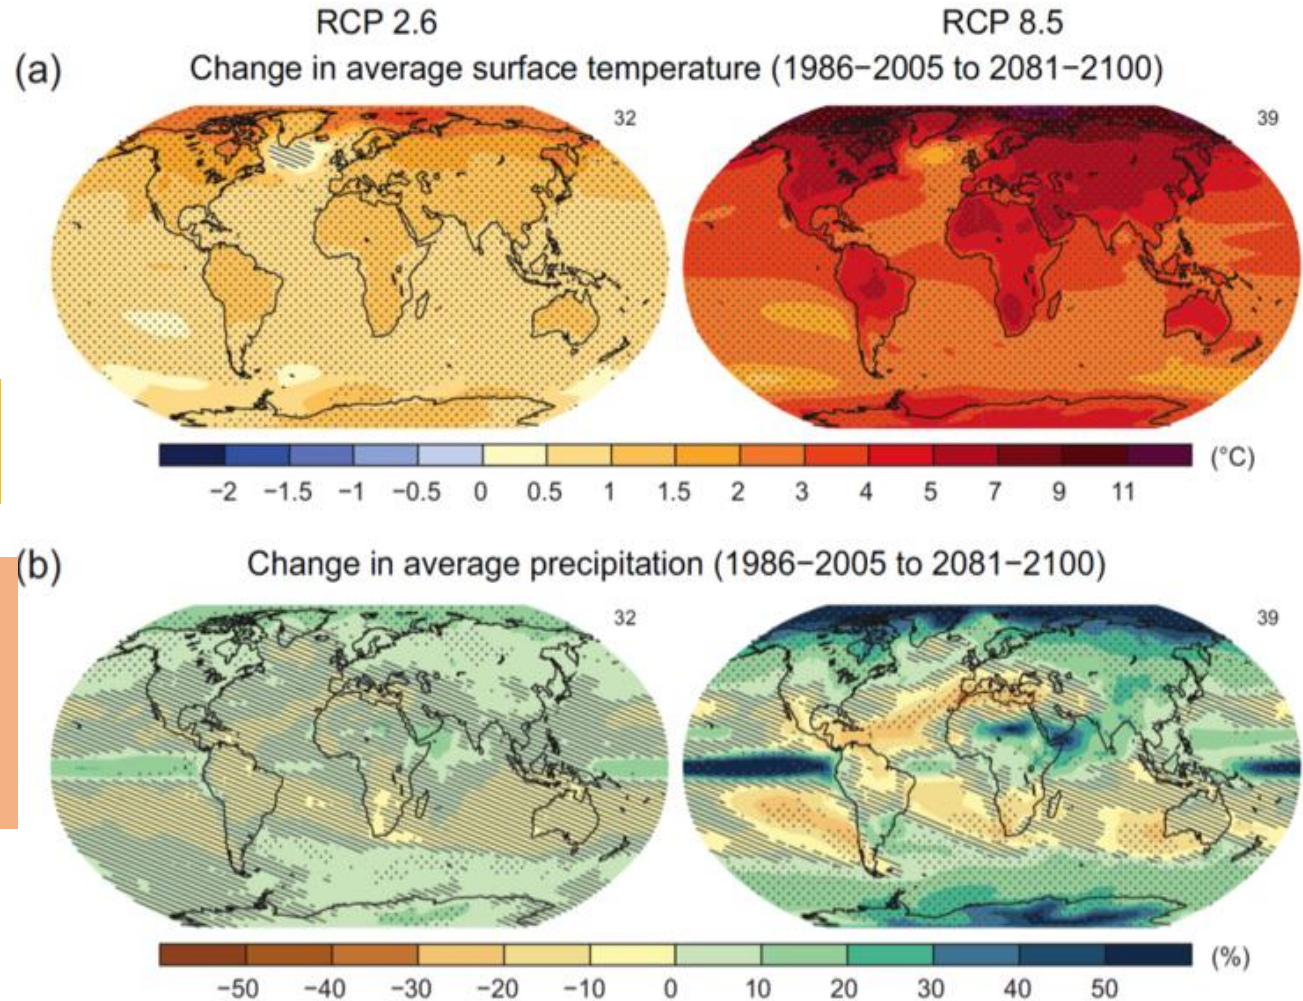 RCP 2.6 RCP 8.5
(a) Change in average surface temperature (1986−2005 to 2081−2100)
32 39
(°C)
−2 −1.5 −1 −0.5 0 0.5 1 1.5 2 3 4 5 7 9 11
(b) Change in average precipitation (1986−2005 to 2081−2100)
32 39
(%)
−50 −40 −30 −20 −10 0 10 20 30 40 50